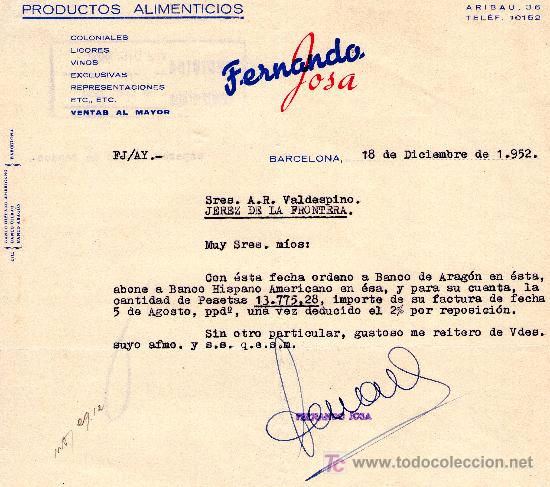 PRODUCTOS ALIMENTICIOS
ARIBAU, 36
TELÉF. 10152
COLONIALES
LICORES
VINOS
EXCLUSIVAS
REPRESENTACIONES
ETC., ETC.
VENTAS AL MAYOR
Fernando
Josa
FJ/AY.-
BARCELONA, 18 de Diciembre de 1.952.
Sres. A.R. Valdespino.
JEREZ DE LA FRONTERA.
Muy Sres. míos:
Con ésta fecha ordeno a Banco de Aragón en ésta,
abone a Banco Hispano Americano en ésa, y para su cuenta, la
cantidad de Pesetas 13.775,28, importe de su factura de fecha
5 de Agosto, ppdº, una vez deducido el 2% por reposición.
Sin otro particular, gustoso me reitero de Vdes.
suyo afmo. y s.s. q.e.s.m.
FERNANDO JOSA
TC www.todocoleccion.net